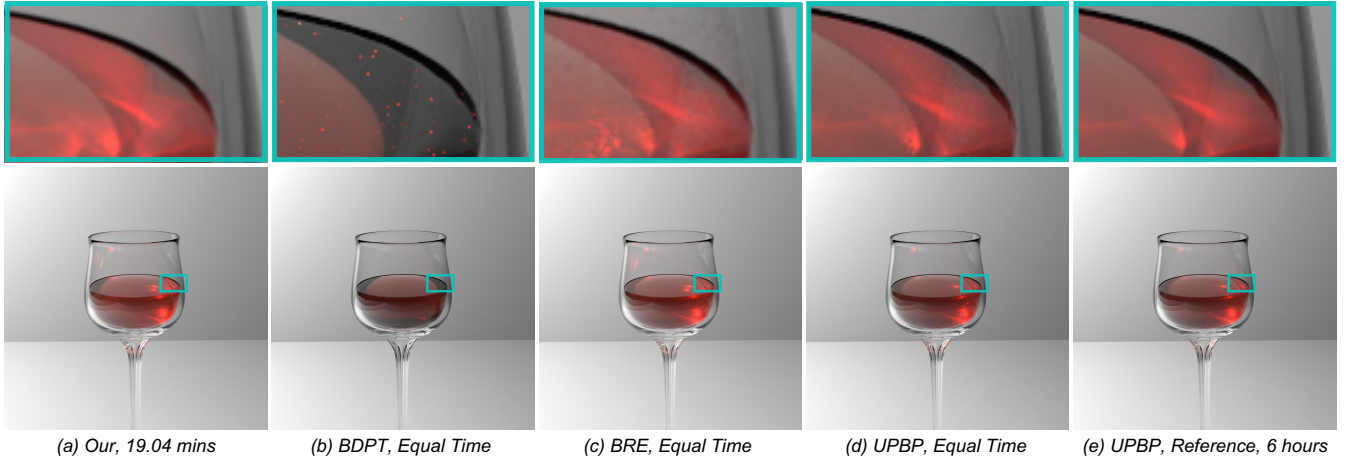 (a) Our, 19.04 mins
(b) BDPT, Equal Time
(c) BRE, Equal Time
(d) UPBP, Equal Time
(e) UPBP, Reference, 6 hours